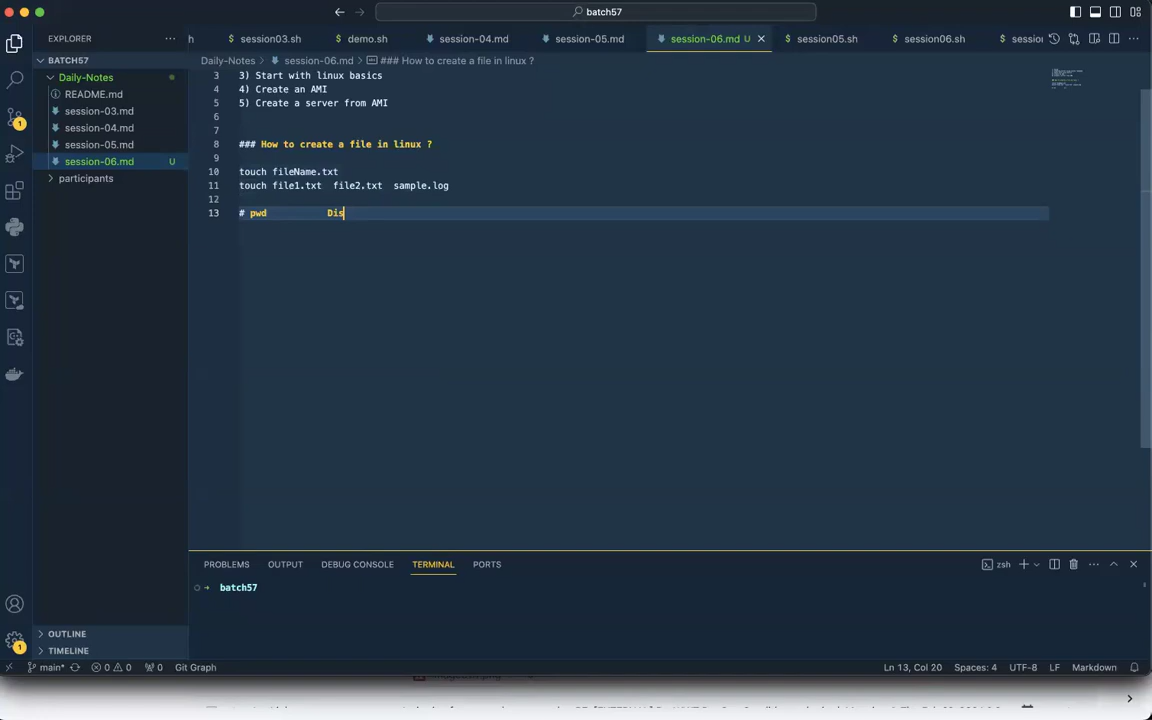 batch57
EXPLORER
session03.sh
demo.sh
session-04.md
session-05.md
session-06.md U
session05.sh
session06.sh
session
BATCH57
Daily-Notes > session-06.md > ### How to create a file in linux ?
Daily-Notes
README.md
session-03.md
session-04.md
session-05.md
session-06.md U
participants
3 3) Start with linux basics
4 4) Create an AMI
5 5) Create a server from AMI
6
7
8 ### How to create a file in linux ?
9
10 touch fileName.txt
11 touch file1.txt file2.txt sample.log
12
13 # pwd Dis
PROBLEMS OUTPUT DEBUG CONSOLE TERMINAL PORTS
zsh
batch57
OUTLINE
TIMELINE
main* 0 0 0 Git Graph
Ln 13, Col 20 Spaces: 4 UTF-8 LF Markdown